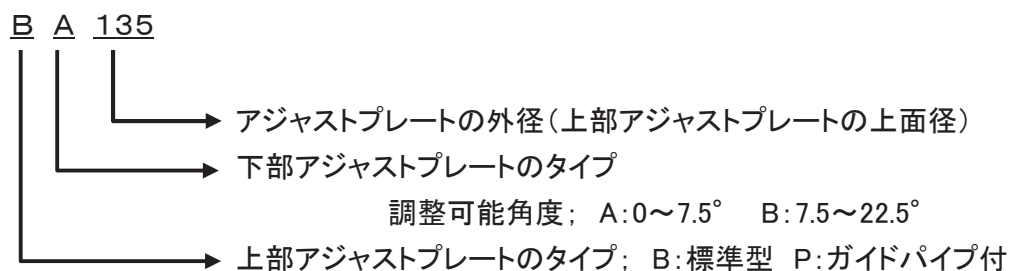 B A 135
アジャストプレートの外径(上部アジャストプレートの上面径)
下部アジャストプレートのタイプ
調整可能角度; A:0～7.5° B:7.5～22.5°
上部アジャストプレートのタイプ; B:標準型 P:ガイドパイプ付